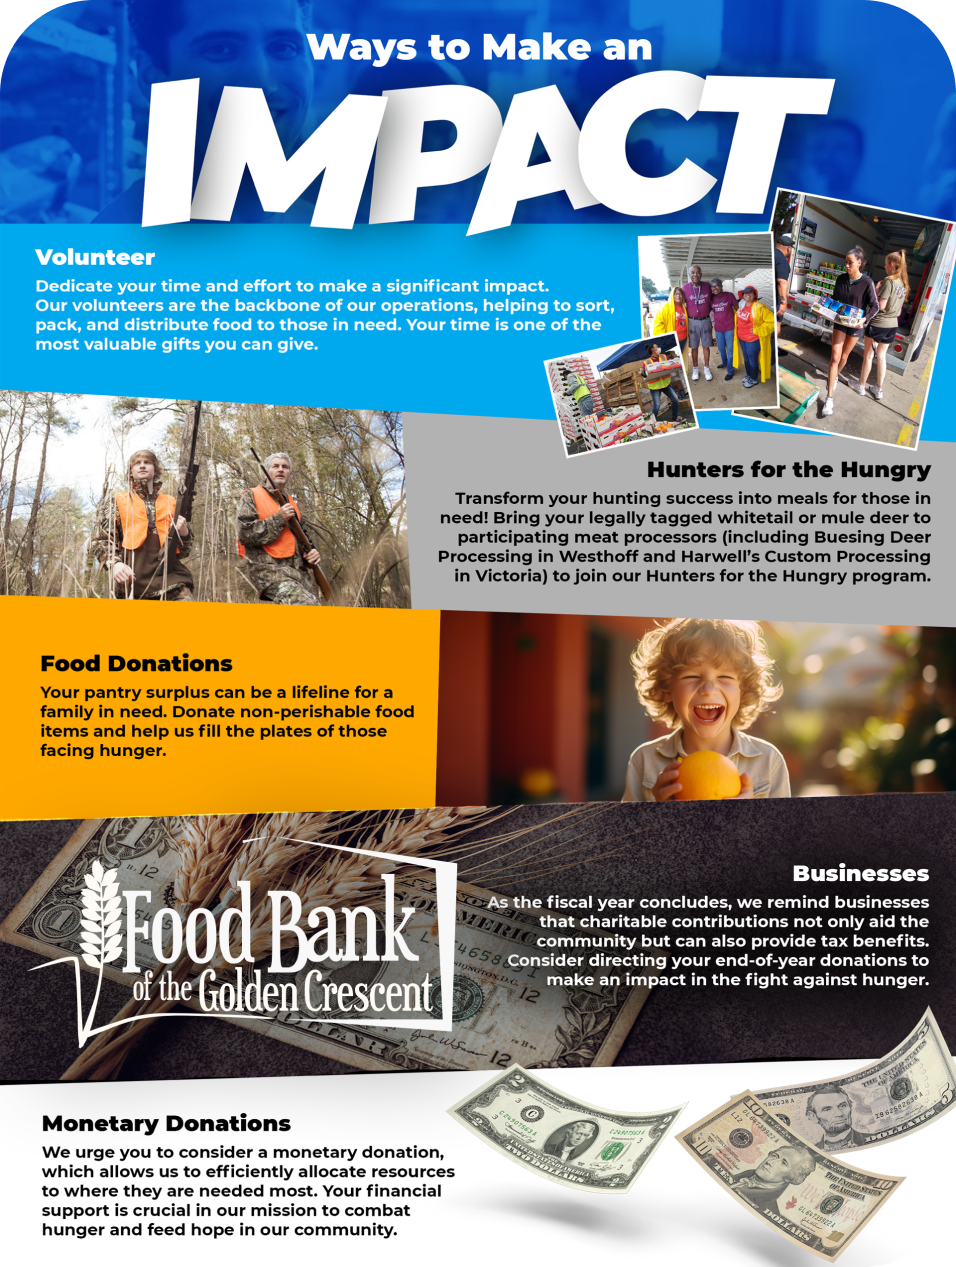 Ways to Make an
IMPACT
Volunteer
Dedicate your time and effort to make a significant impact.
Our volunteers are the backbone of our operations, helping to sort,
pack, and distribute food to those in need. Your time is one of the
most valuable gifts you can give.
Hunters for the Hungry
Transform your hunting success into meals for those in
need! Bring your legally tagged whitetail or mule deer to
participating meat processors (including Buesing Deer
Processing in Westhoff and Harwell’s Custom Processing
in Victoria) to join our Hunters for the Hungry program.
Food Donations
Your pantry surplus can be a lifeline for a
family in need. Donate non-perishable food
items and help us fill the plates of those
facing hunger.
Food Bank
of the Golden Crescent
Businesses
As the fiscal year concludes, we remind businesses
that charitable contributions not only aid the
community but can also provide tax benefits.
Consider directing your end-of-year donations to
make an impact in the fight against hunger.
Monetary Donations
We urge you to consider a monetary donation,
which allows us to efficiently allocate resources
to where they are needed most. Your financial
support is crucial in our mission to combat
hunger and feed hope in our community.
THE UNITED STATES
OF AMERICA
TWO DOLLARS
TEN
DOLLARS